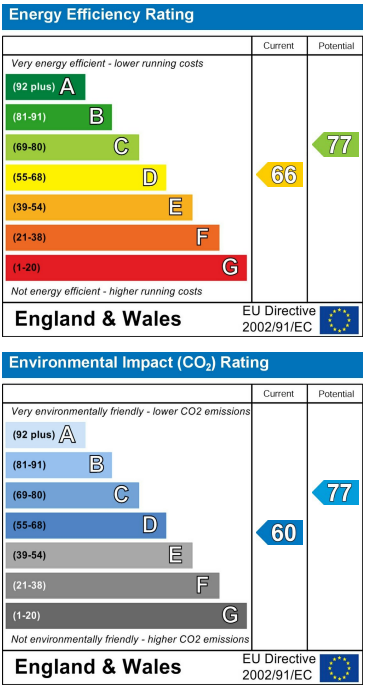 Energy Efficiency Rating
Current Potential
Very energy efficient - lower running costs
(92 plus) A
(81-91) B
(69-80) C
77
(55-68) D
66
(39-54) E
(21-38) F
(1-20) G
Not energy efficient - higher running costs
England & Wales
EU Directive
2002/91/EC
Environmental Impact (CO₂) Rating
Current Potential
Very environmentally friendly - lower CO2 emissions
(92 plus) A
(81-91) B
(69-80) C
77
(55-68) D
60
(39-54) E
(21-38) F
(1-20) G
Not environmentally friendly - higher CO2 emissions
England & Wales
EU Directive
2002/91/EC